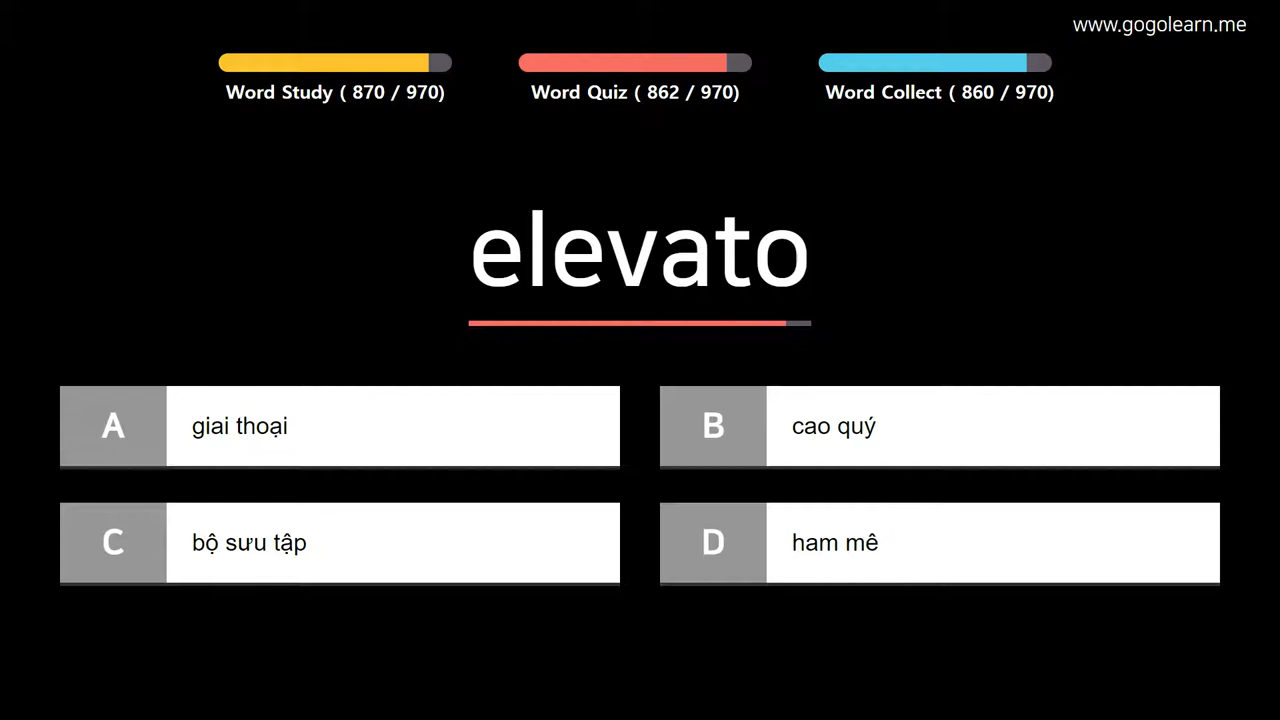 www.gogolearn.me
Word Study ( 870 / 970)
Word Quiz ( 862 / 970)
Word Collect ( 860 / 970)
elevato
A giai thoại
B cao quý
C bộ sưu tập
D ham mê